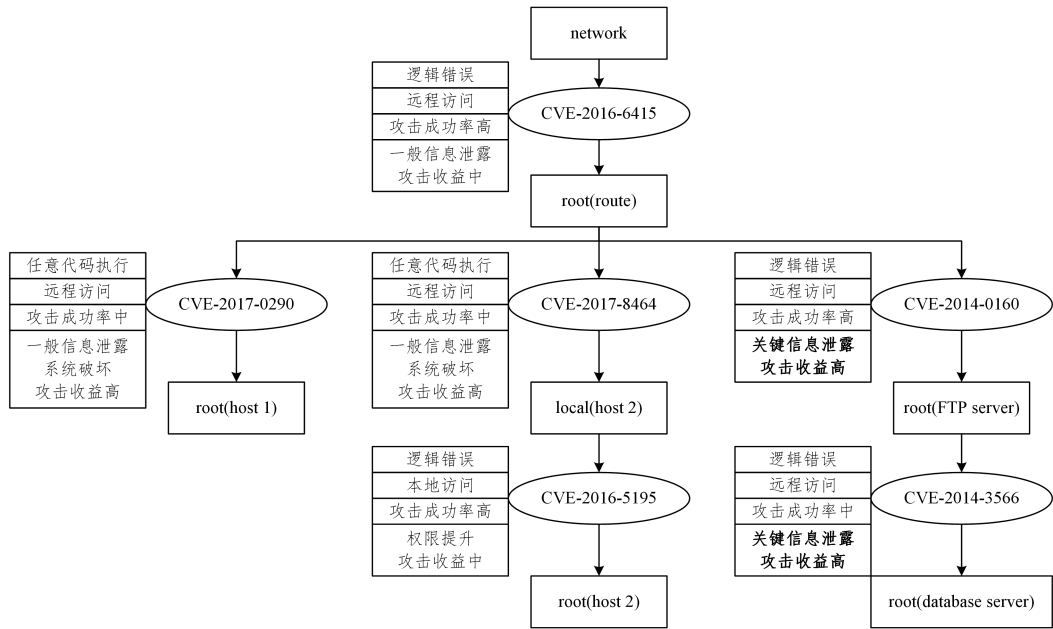 network
逻辑错误
远程访问
攻击成功率高
一般信息泄露
攻击收益中
CVE-2016-6415
root(route)
任意代码执行
远程访问
攻击成功率中
一般信息泄露
系统破坏
攻击收益高
CVE-2017-0290
root(host 1)
任意代码执行
远程访问
攻击成功率中
一般信息泄露
系统破坏
攻击收益高
CVE-2017-8464
local(host 2)
逻辑错误
本地访问
攻击成功率高
权限提升
攻击收益中
CVE-2016-5195
root(host 2)
逻辑错误
远程访问
攻击成功率高
关键信息泄露
攻击收益高
CVE-2014-0160
root(FTP server)
逻辑错误
远程访问
攻击成功率中
关键信息泄露
攻击收益高
CVE-2014-3566
root(database server)